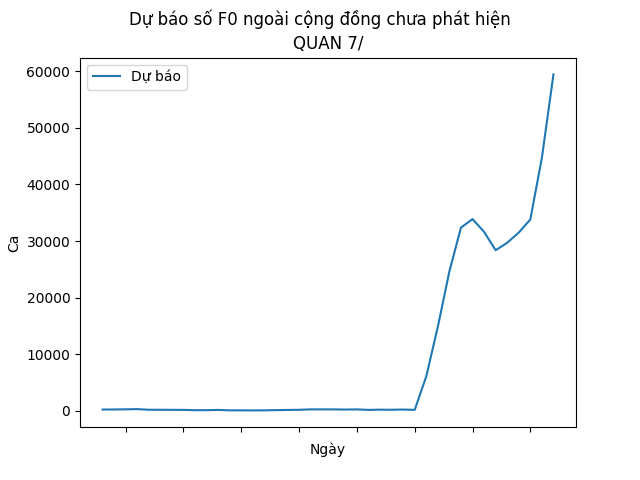 Dự báo số F0 ngoài cộng đồng chưa phát hiện
QUAN 7/
Dự báo
60000
50000
40000
30000
20000
10000
0
Ca
Ngày